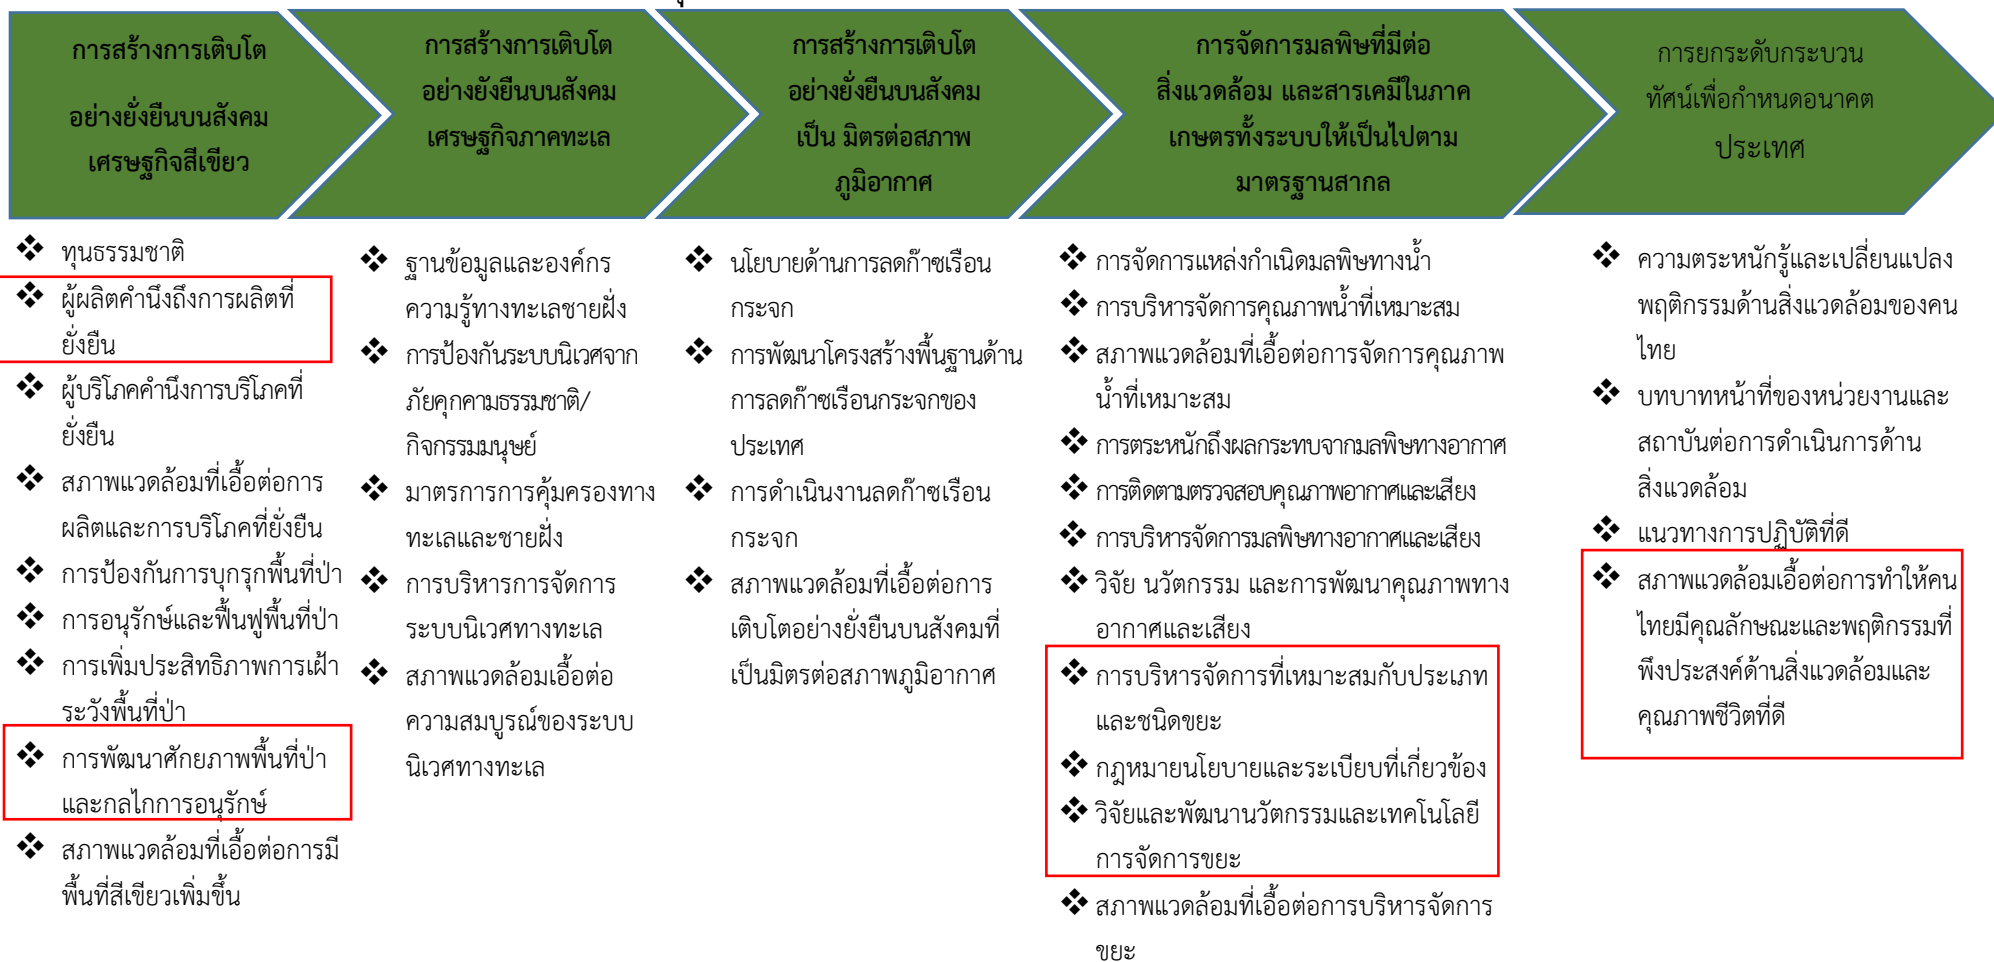 การสร้างการเติบโต
อย่างยั่งยืนบนสังคม
เศรษฐกิจสีเขียว
การสร้างการเติบโต
อย่างยังยืนบนสังคม
เศรษฐกิจภาคทะเล
การสร้างการเติบโต
อย่างยั่งยืนบนสังคม
เป็น มิตรต่อสภาพ
ภูมิอากาศ
การจัดการมลพิษที่มีต่อ
สิ่งแวดล้อม และสารเคมีในภาค
เกษตรทั้งระบบให้เป็นไปตาม
มาตรฐานสากล
การยกระดับกระบวน
ทัศน์เพื่อกำหนดอนาคต
ประเทศ
❖ ทุนธรรมชาติ
❖ ผู้ผลิตคำนึงถึงการผลิตที่
ยั่งยืน
❖ ผู้บริโภคคำนึงการบริโภคที่
ยั่งยืน
❖ สภาพแวดล้อมที่เอื้อต่อการ
ผลิตและการบริโภคที่ยั่งยืน
❖ การป้องกันการบุกรุกพื้นที่ป่า
❖ การอนุรักษ์และฟื้นฟูพื้นที่ป่า
❖ การเพิ่มประสิทธิภาพการเฝ้า
ระวังพื้นที่ป่า
❖ การพัฒนาศักยภาพพื้นที่ป่า
และกลไกการอนุรักษ์
❖ สภาพแวดล้อมที่เอื้อต่อการมี
พื้นที่สีเขียวเพิ่มขึ้น
❖ ฐานข้อมูลและองค์กร
ความรู้ทางทะเลชายฝั่ง
❖ การป้องกันระบบนิเวศจาก
ภัยคุกคามธรรมชาติ/
กิจกรรมมนุษย์
❖ มาตรการการคุ้มครองทาง
ทะเลและชายฝั่ง
❖ การบริหารการจัดการ
ระบบนิเวศทางทะเล
❖ สภาพแวดล้อมเอื้อต่อ
ความสมบูรณ์ของระบบ
นิเวศทางทะเล
❖ นโยบายด้านการลดก๊าซเรือน
กระจก
❖ การพัฒนาโครงสร้างพื้นฐานด้าน
การลดก๊าซเรือนกระจกของ
ประเทศ
❖ การดำเนินงานลดก๊าซเรือน
กระจก
❖ สภาพแวดล้อมที่เอื้อต่อการ
เติบโตอย่างยั่งยืนบนสังคมที่
เป็นมิตรต่อสภาพภูมิอากาศ
❖ การจัดการแหล่งกำเนิดมลพิษทางน้ำ
❖ การบริหารจัดการคุณภาพน้ำที่เหมาะสม
❖ สภาพแวดล้อมที่เอื้อต่อการจัดการคุณภาพ
น้ำที่เหมาะสม
❖ การตระหนักถึงผลกระทบจากมลพิษทางอากาศ
❖ การติดตามตรวจสอบคุณภาพอากาศและเสียง
❖ การบริหารจัดการมลพิษทางอากาศและเสียง
❖ วิจัย นวัตกรรม และการพัฒนาคุณภาพทาง
อากาศและเสียง
❖ การบริหารจัดการที่เหมาะสมกับประเภท
และชนิดขยะ
❖ กฎหมายนโยบายและระเบียบที่เกี่ยวข้อง
❖ วิจัยและพัฒนานวัตกรรมและเทคโนโลยี
การจัดการขยะ
❖ สภาพแวดล้อมที่เอื้อต่อการบริหารจัดการ
ขยะ
❖ ความตระหนักรู้และเปลี่ยนแปลง
พฤติกรรมด้านสิ่งแวดล้อมของคน
ไทย
❖ บทบาทหน้าที่ของหน่วยงานและ
สถาบันต่อการดำเนินการด้าน
สิ่งแวดล้อม
❖ แนวทางการปฏิบัติที่ดี
❖ สภาพแวดล้อมเอื้อต่อการทำให้คน
ไทยมีคุณลักษณะและพฤติกรรมที่
พึงประสงค์ด้านสิ่งแวดล้อมและ
คุณภาพชีวิตที่ดี